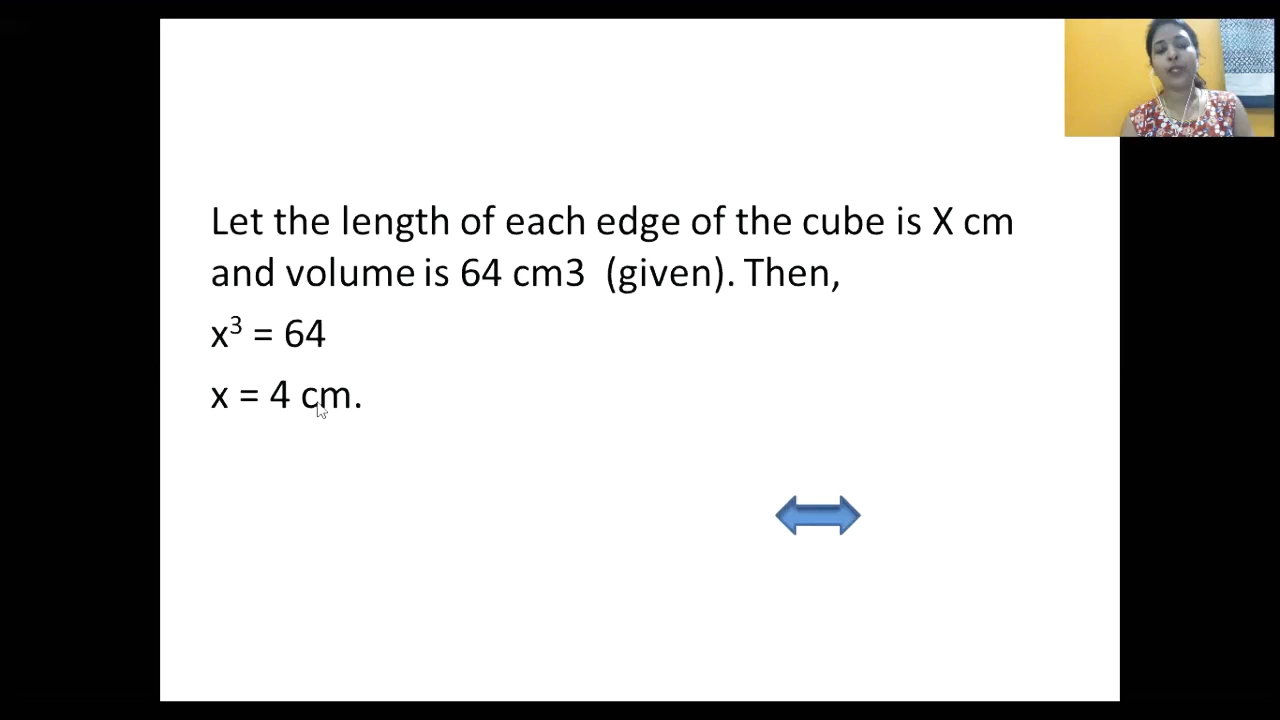 Let the length of each edge of the cube is X cm
and volume is 64 cm3 (given). Then,
x³ = 64
x = 4 cm.